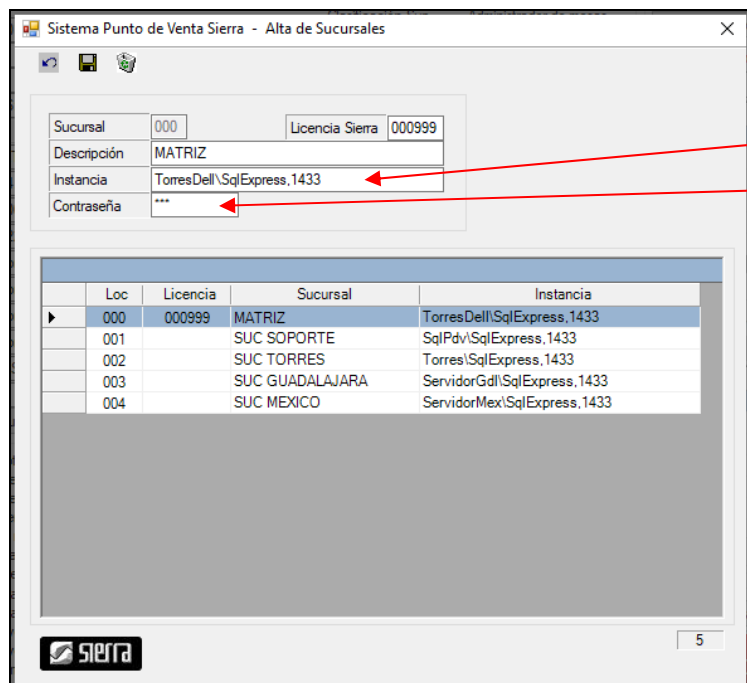 Sistema Punto de Venta Sierra - Alta de Sucursales
Sucursal 000 Licencia Sierra 000999
Descripción MATRIZ
Instancia TorresDell\SqlExpress,1433
Contraseña ***
Loc Licencia Sucursal Instancia
000 000999 MATRIZ TorresDell\SqlExpress,1433
001 SUC SOPORTE SqlPdv\SqlExpress,1433
002 SUC TORRES Torres\SqlExpress,1433
003 SUC GUADALAJARA ServidorGdl\SqlExpress,1433
004 SUC MEXICO ServidorMex\SqlExpress,1433
5
sierra